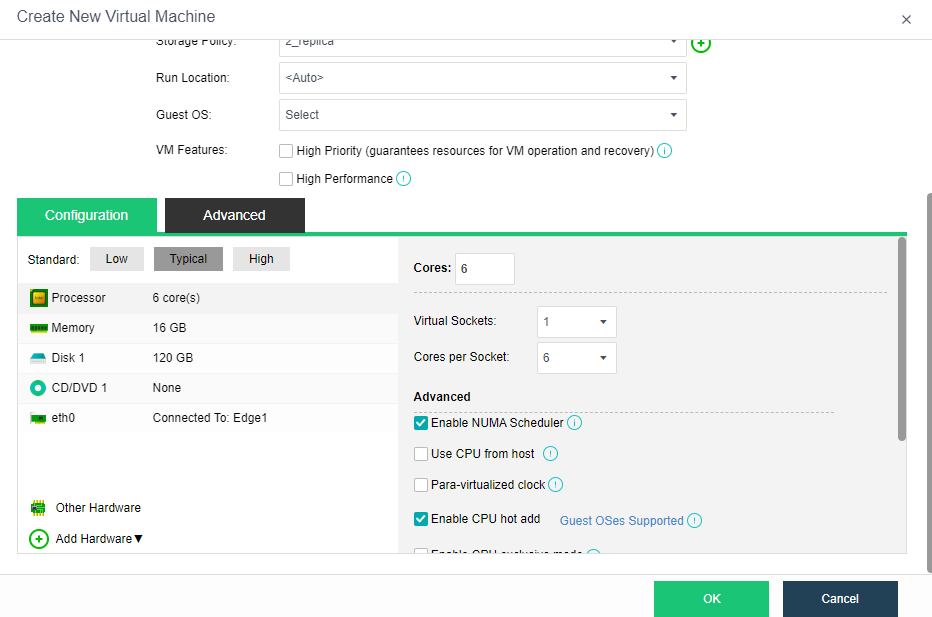 Create New Virtual Machine
Storage Policy: 2_replica
Run Location: <Auto>
Guest OS: Select
VM Features: High Priority (guarantees resources for VM operation and recovery)
High Performance
Configuration Advanced
Standard: Low Typical High
Processor 6 core(s)
Memory 16 GB
Disk 1 120 GB
CD/DVD 1 None
eth0 Connected To: Edge1
Other Hardware
Add Hardware
Cores: 6
Virtual Sockets: 1
Cores per Socket: 6
Advanced
Enable NUMA Scheduler
Use CPU from host
Para-virtualized clock
Enable CPU hot add Guest OSes Supported
Enable CPU exclusive mode
OK Cancel